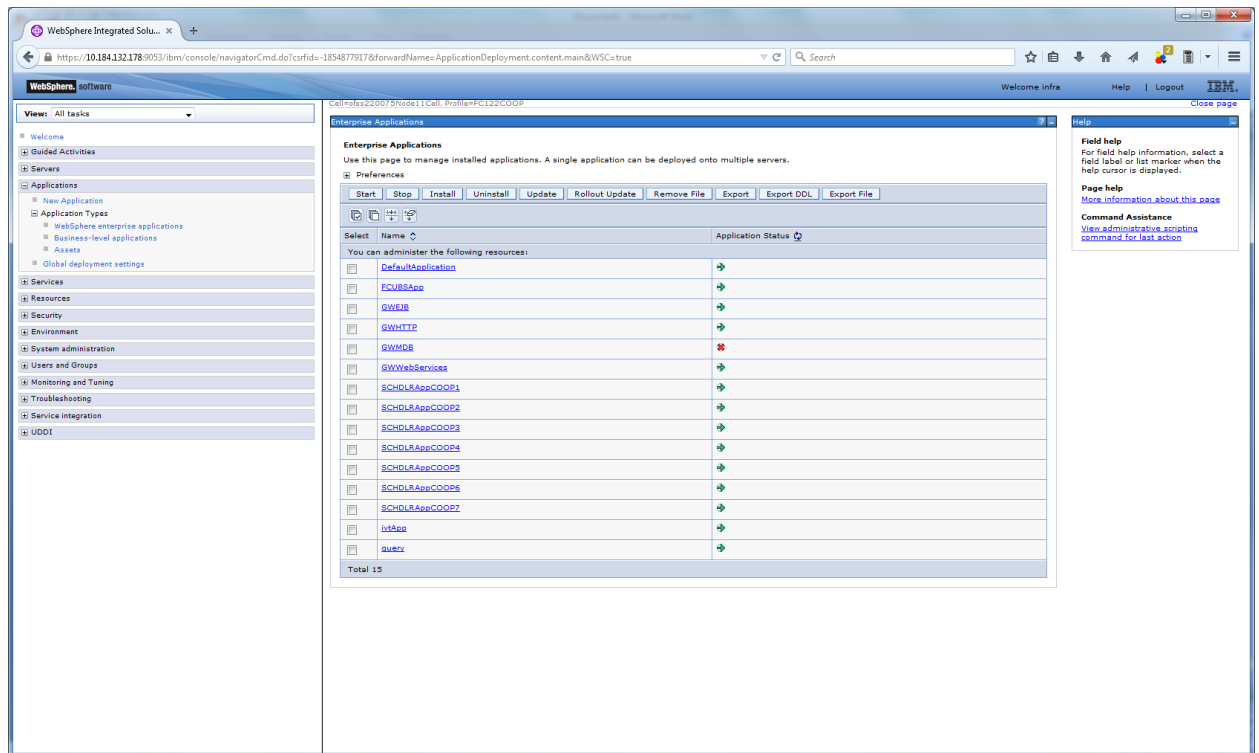 WebSphere Integrated Solu... × +
https://10.184.132.178:9053/ibm/console/navigatorCmd.do?csrfid=-1854877917&forwardName=ApplicationDeployment.content.main&WSC=true
Search
2
WebSphere. software
Welcome infra
Help | Logout
IBM.
View: All tasks
Welcome
Guided Activities
Servers
Applications
New Application
Application Types
WebSphere enterprise applications
Business-level applications
Assets
Global deployment settings
Services
Resources
Security
Environment
System administration
Users and Groups
Monitoring and Tuning
Troubleshooting
Service integration
UDDI
Cell=ofss220075Node11Cell, Profile=FC122COOP
Close page
Enterprise Applications
? –
Enterprise Applications
Use this page to manage installed applications. A single application can be deployed onto multiple servers.
Preferences
Start Stop Install Uninstall Update Rollout Update Remove File Export Export DDL Export File
Select Name Application Status
You can administer the following resources:
DefaultApplication
FCUBSApp
GWEJB
GWHTTP
GWMDB
GWWebServices
SCHDLRAppCOOP1
SCHDLRAppCOOP2
SCHDLRAppCOOP3
SCHDLRAppCOOP4
SCHDLRAppCOOP5
SCHDLRAppCOOP6
SCHDLRAppCOOP7
ivtApp
query
Total 15
Help
Field help
For field help information, select a
field label or list marker when the
help cursor is displayed.
Page help
More information about this page
Command Assistance
View administrative scripting
command for last action